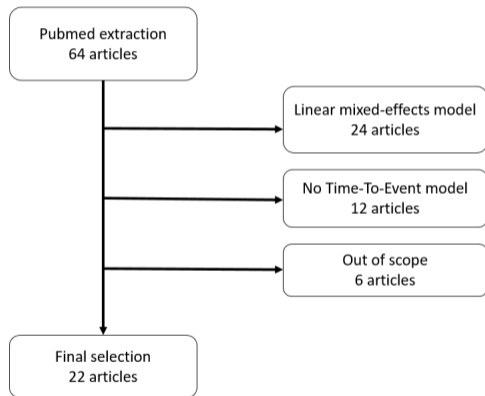 Pubmed extraction
64 articles
Linear mixed-effects model
24 articles
No Time-To-Event model
12 articles
Out of scope
6 articles
Final selection
22 articles